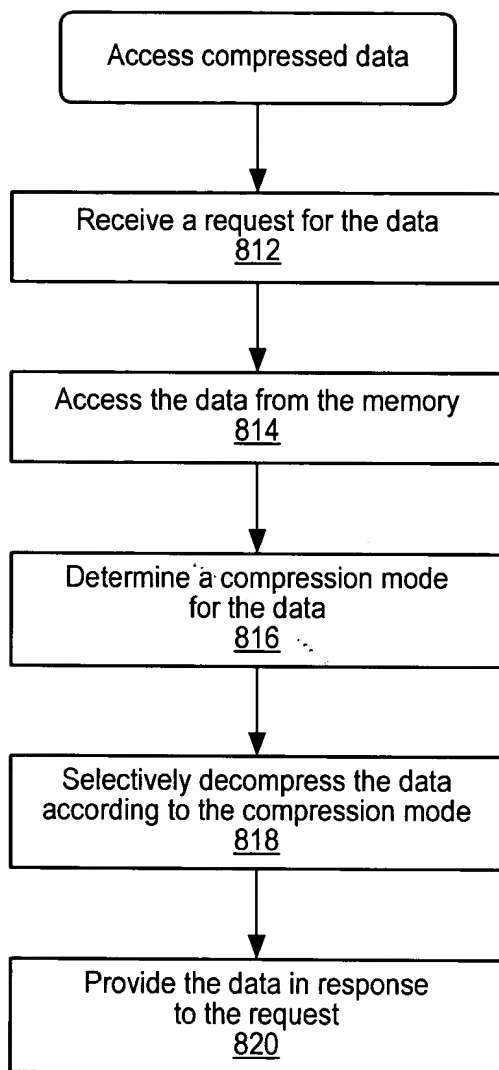 Access compressed data
Receive a request for the data
812
Access the data from the memory
814
Determine a compression mode
for the data
816
Selectively decompress the data
according to the compression mode
818
Provide the data in response
to the request
820